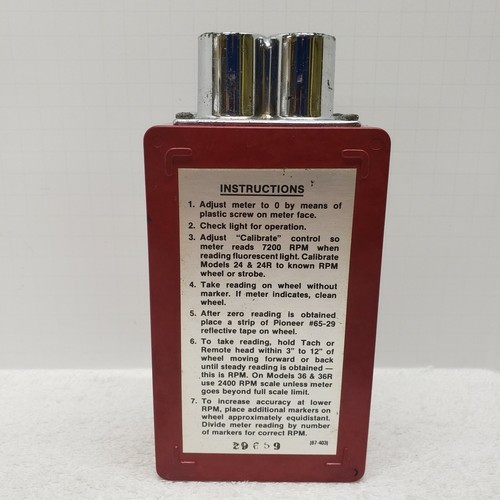 INSTRUCTIONS
1. Adjust meter to 0 by means of
plastic screw on meter face.
2. Check light for operation.
3. Adjust "Calibrate" control so
meter reads 7200 RPM when
reading fluorescent light. Calibrate
Models 24 & 24R to known RPM
wheel or strobe.
4. Take reading on wheel without
marker. If meter indicates, clean
wheel.
5. After zero reading is obtained
place a strip of Pioneer #65-29
reflective tape on wheel.
6. To take reading, hold Tach or
Remote head within 3" to 12" of
wheel moving forward or back
until steady reading is obtained —
this is RPM. On Models 36 & 36R
use 2400 RPM scale unless meter
goes beyond full scale limit.
7. To increase accuracy at lower
RPM, place additional markers on
wheel approximately equidistant.
Divide meter reading by number
of markers for correct RPM.
(67-403)